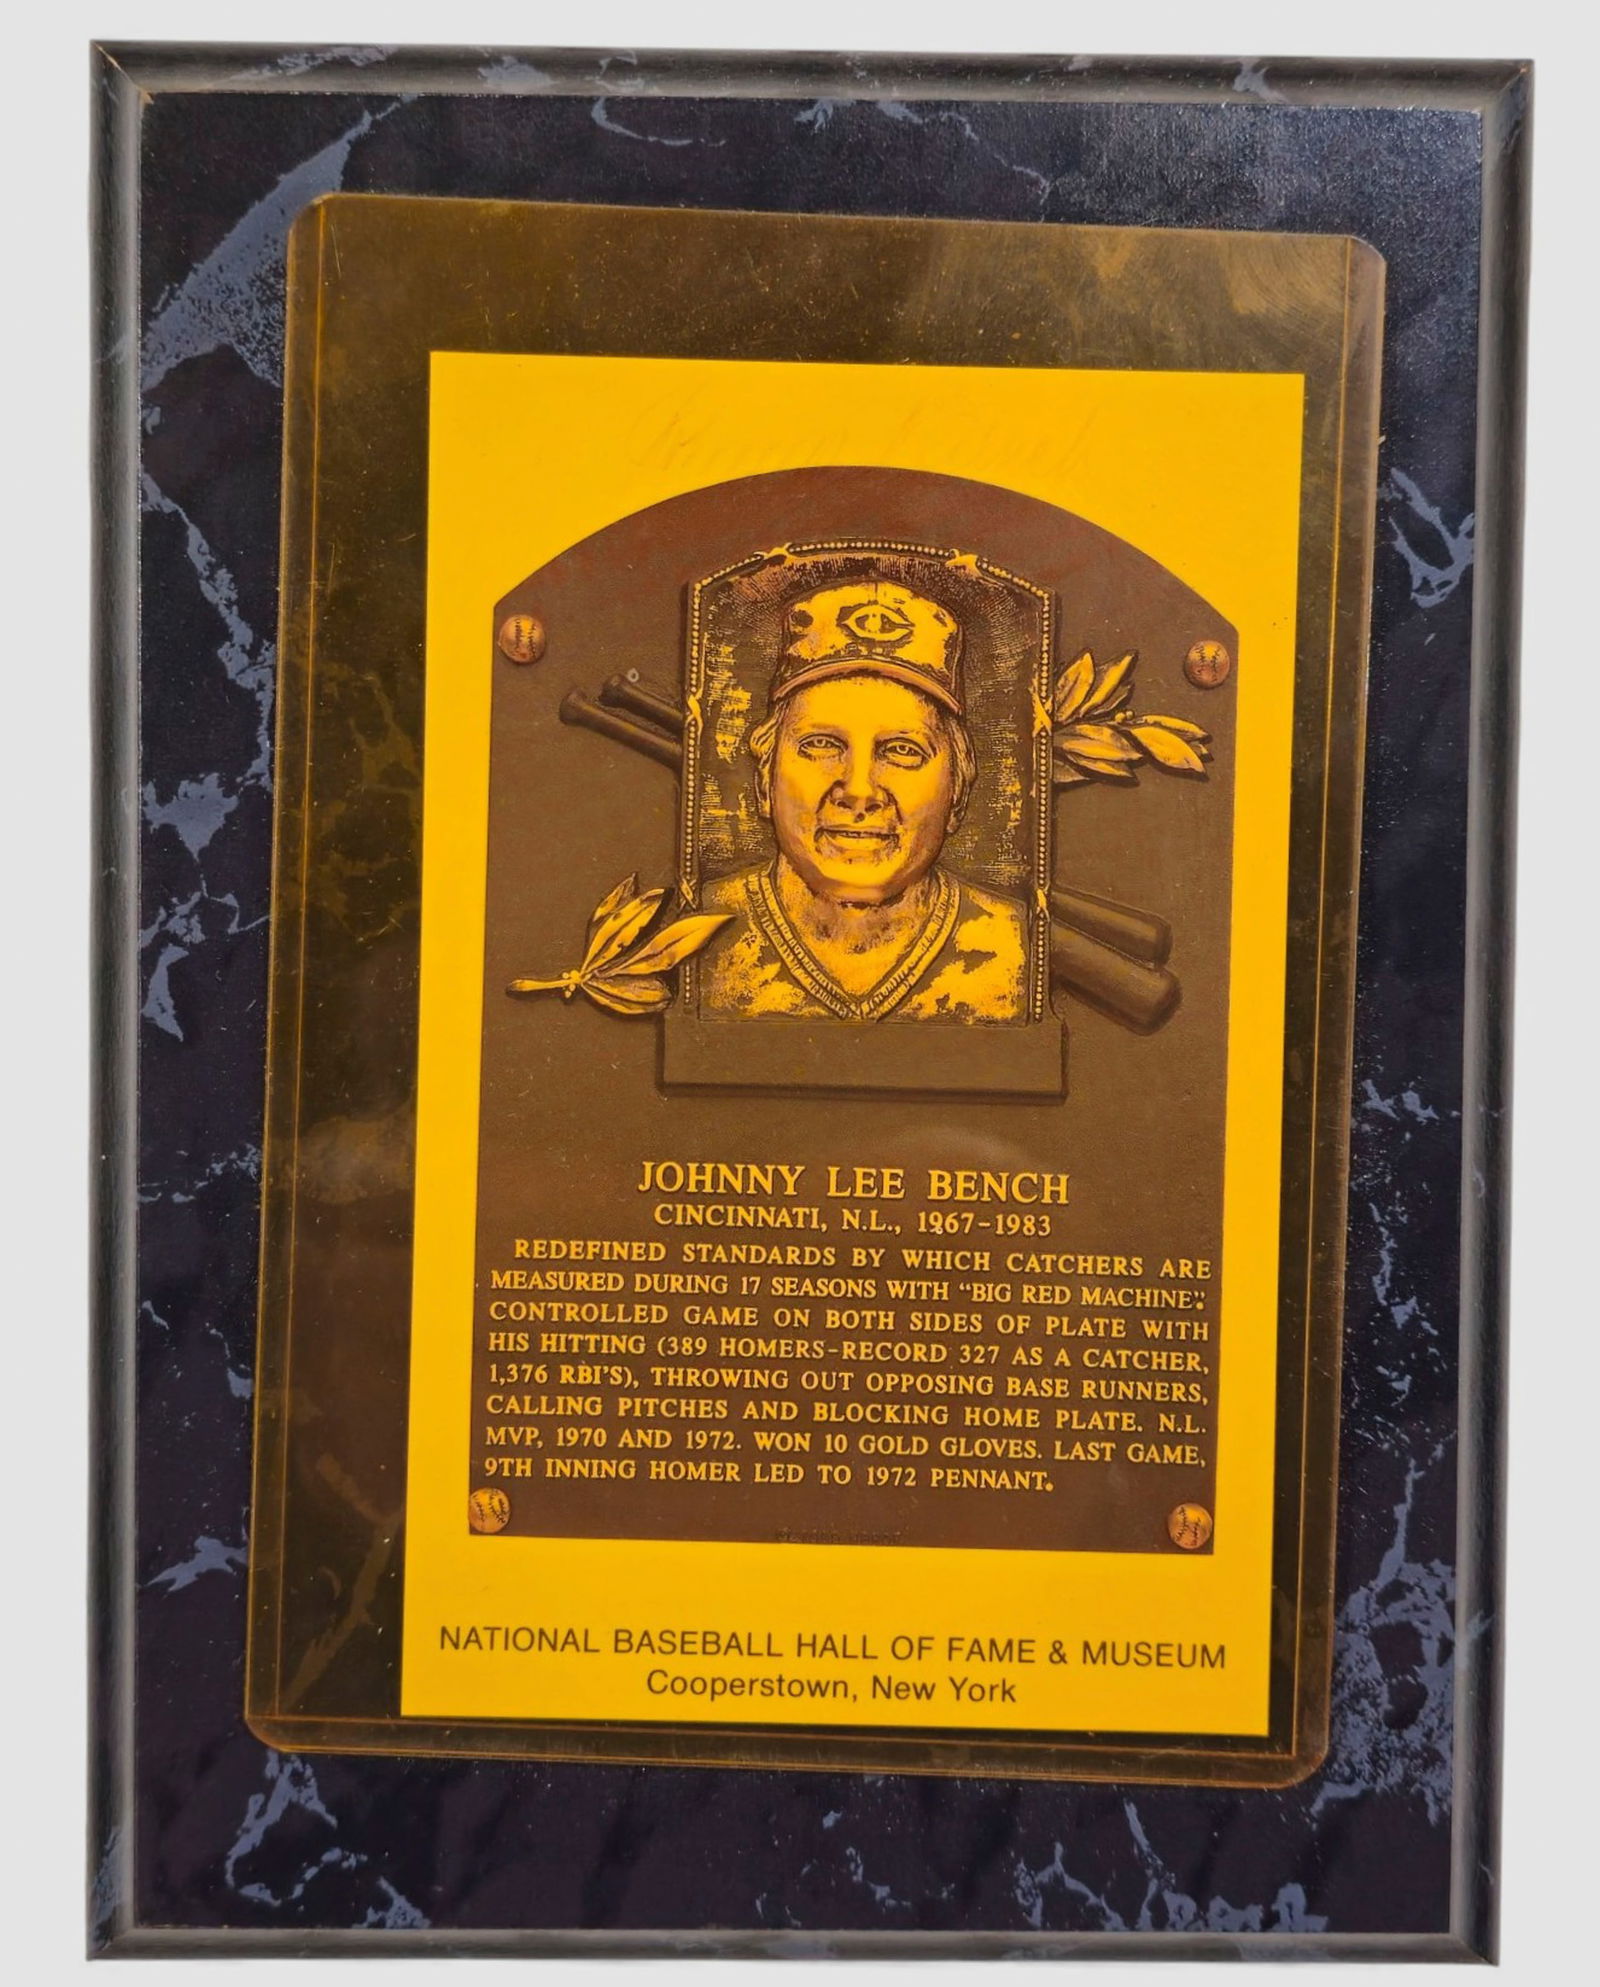 JOHNNY LEE BENCH
CINCINNATI, N.L., 1967-1983
REDEFINED STANDARDS BY WHICH CATCHERS ARE
MEASURED DURING 17 SEASONS WITH "BIG RED MACHINE".
CONTROLLED GAME ON BOTH SIDES OF PLATE WITH
HIS HITTING (389 HOMERS-RECORD 327 AS A CATCHER,
1,376 RBI'S), THROWING OUT OPPOSING BASE RUNNERS,
CALLING PITCHES AND BLOCKING HOME PLATE. N.L.
MVP, 1970 AND 1972. WON 10 GOLD GLOVES. LAST GAME,
9TH INNING HOMER LED TO 1972 PENNANT.
NATIONAL BASEBALL HALL OF FAME & MUSEUM
Cooperstown, New York